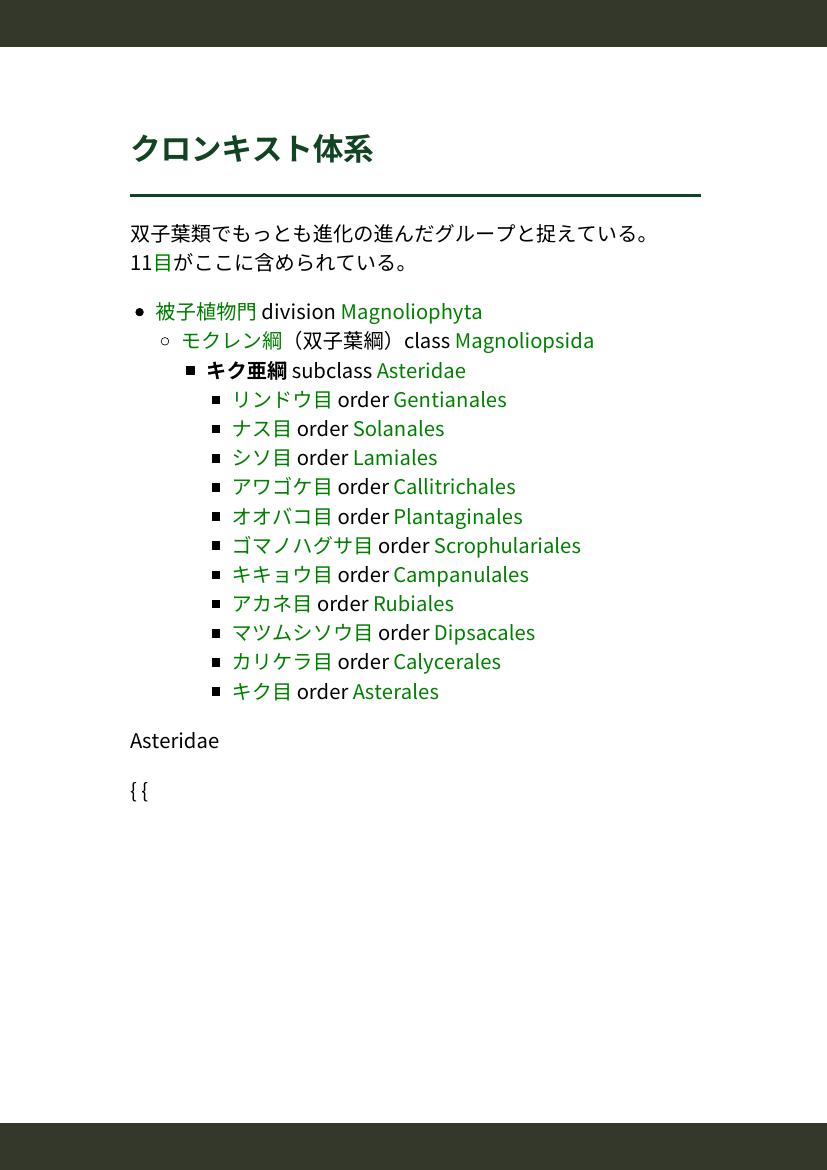 クロンキスト体系
双子葉類でもっとも進化の進んだグループと捉えている。
11目がここに含められている。
被子植物門 division Magnoliophyta
モクレン綱（双子葉綱）class Magnoliopsida
キク亜綱 subclass Asteridae
リンドウ目 order Gentianales
ナス目 order Solanales
シソ目 order Lamiales
アワゴケ目 order Callitrichales
オオバコ目 order Plantaginales
ゴマノハグサ目 order Scrophulariales
キキョウ目 order Campanulales
アカネ目 order Rubiales
マツムシソウ目 order Dipsacales
カリケラ目 order Calycerales
キク目 order Asterales
Asteridae
{ {